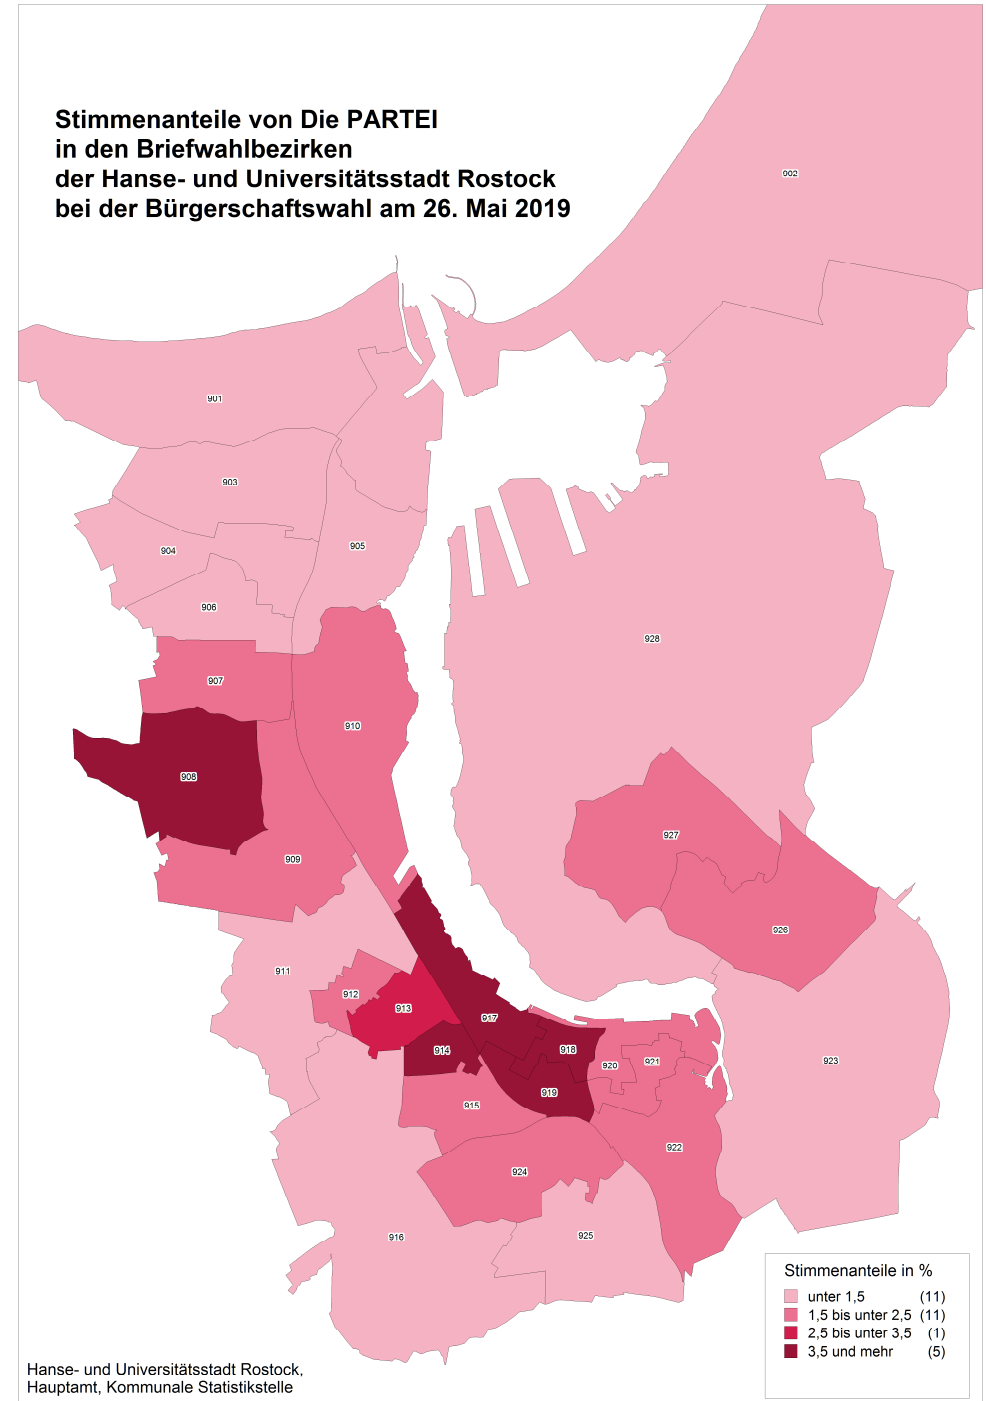 Stimmenanteile von Die PARTEI
in den Briefwahlbezirken
der Hanse- und Universitätsstadt Rostock
bei der Bürgerschaftswahl am 26. Mai 2019
902
901
903
905
904
906
928
907
910
908
927
909
926
911
912
913
917
914
918
923
920
921
919
915
922
924
925
916
Stimmenanteile in %
unter 1,5 (11)
1,5 bis unter 2,5 (11)
2,5 bis unter 3,5 (1)
3,5 und mehr (5)
Hanse- und Universitätsstadt Rostock,
Hauptamt, Kommunale Statistikstelle